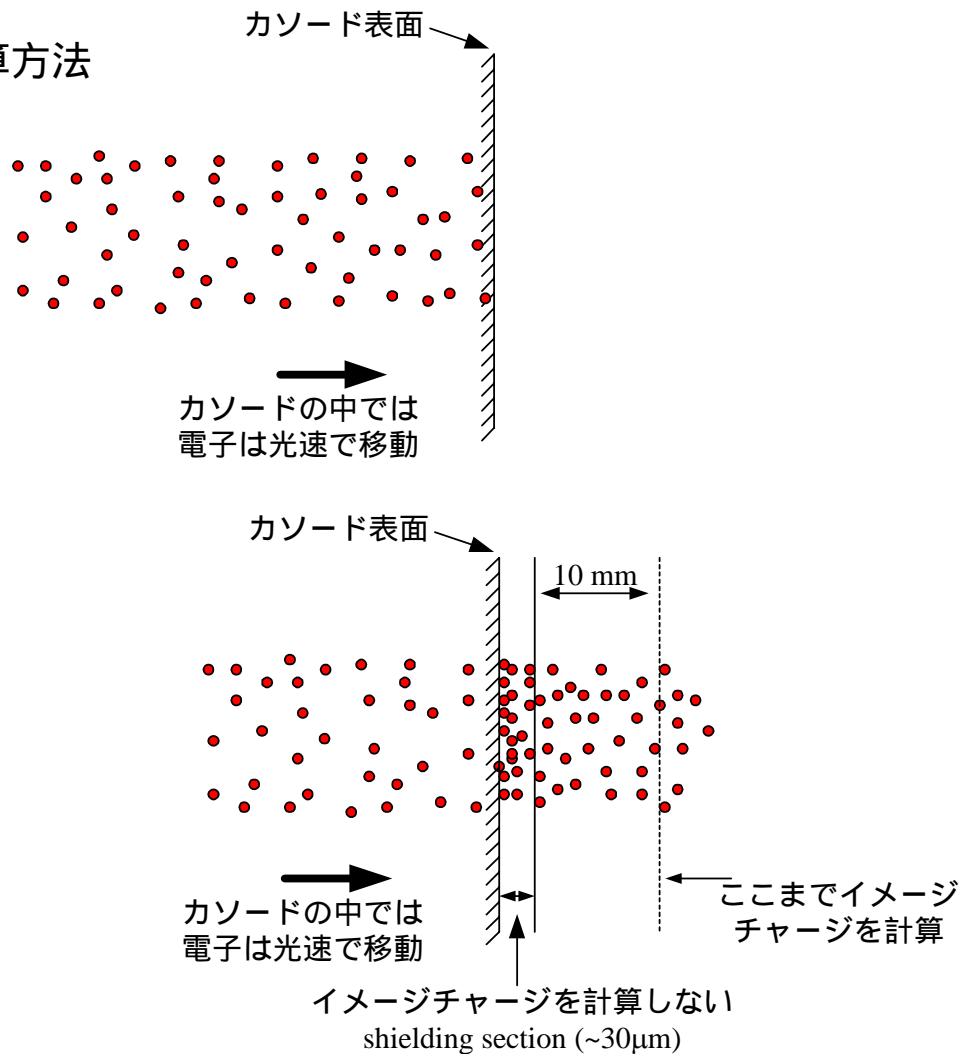 カソード表面
算方法
カソードの中では
電子は光速で移動
カソード表面
10 mm
カソードの中では
電子は光速で移動
ここまでイメージ
チャージを計算
イメージチャージを計算しない
shielding section (~30μm)